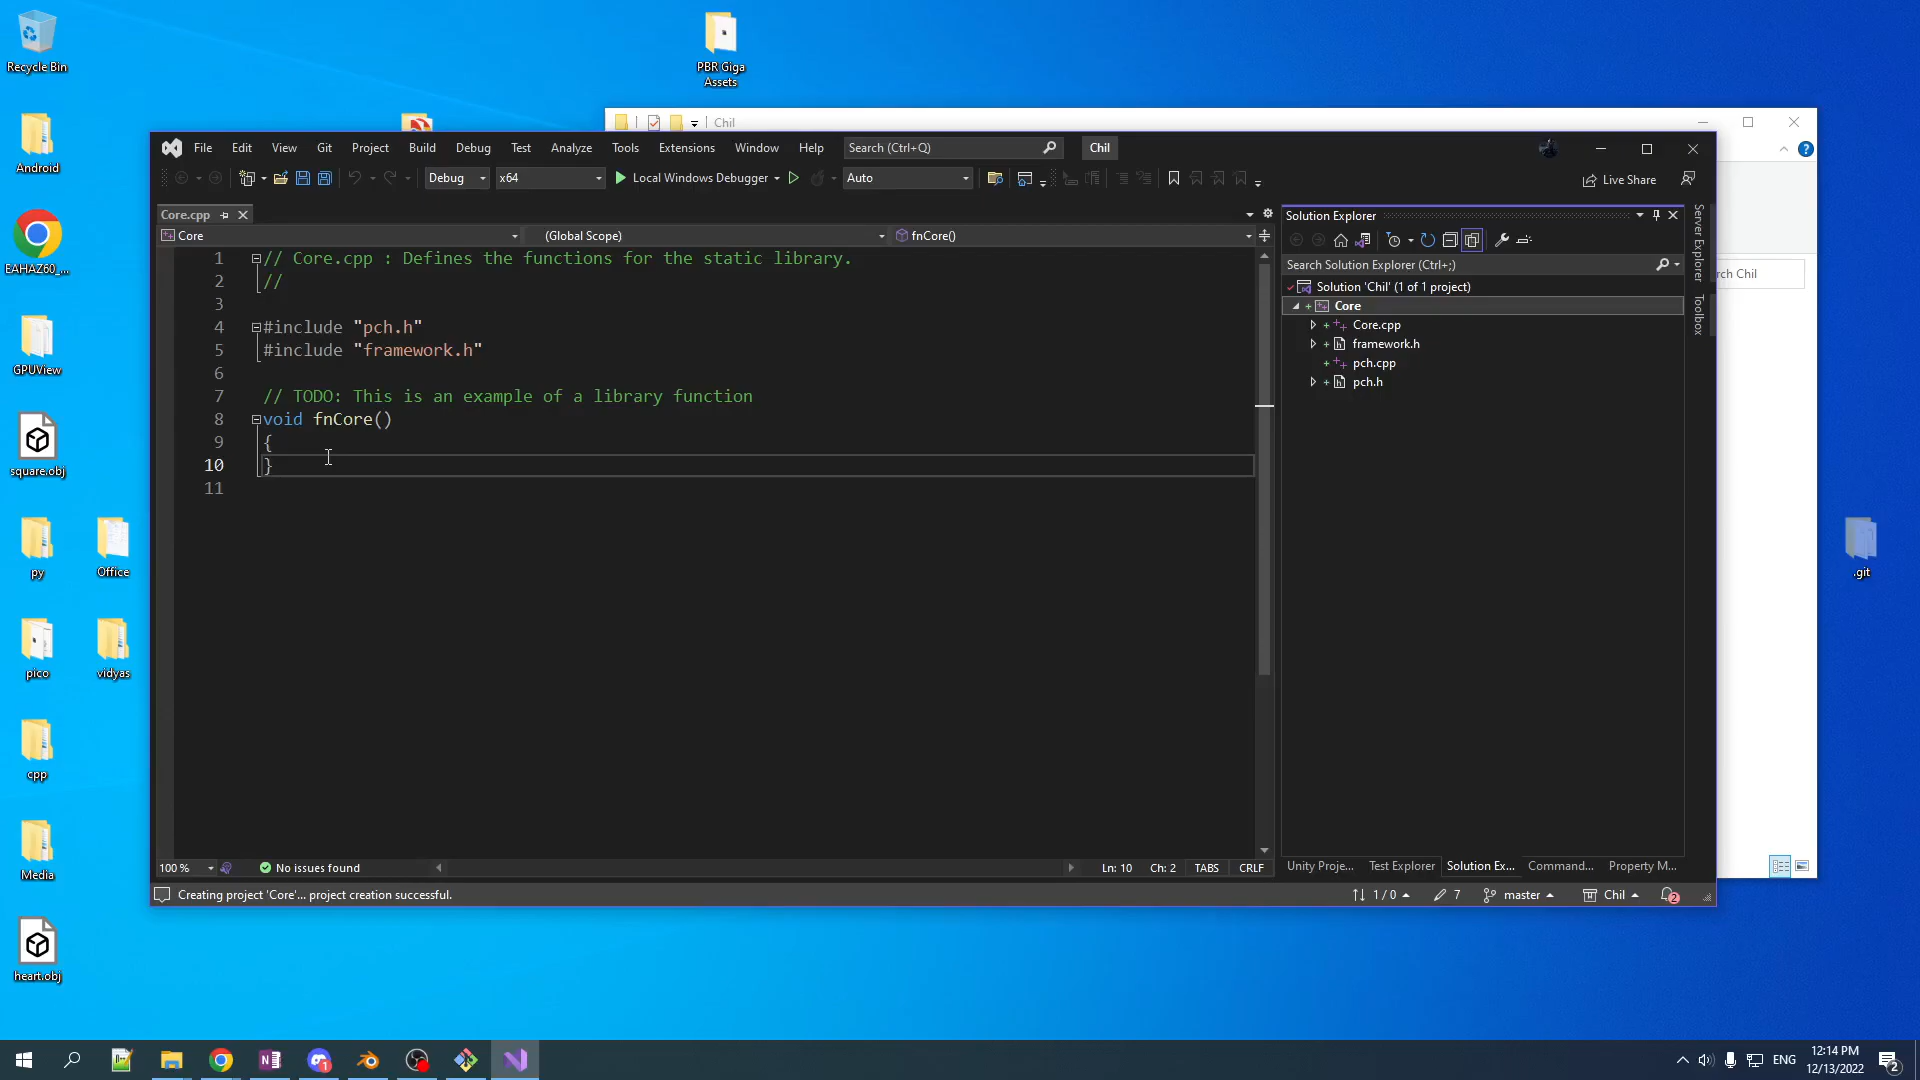 Recycle Bin
Android
EAHAZ60_...
GPUView
square.obj
py
Office
pico
vidyas
cpp
Media
heart.obj
PBR Giga
Assets
.git
Chil
File Edit View Git Project Build Debug Test Analyze Tools Extensions Window Help Search (Ctrl+Q) Chil
Debug x64 Local Windows Debugger Auto Live Share
Core.cpp
Core (Global Scope) fnCore()
1 // Core.cpp : Defines the functions for the static library.
2 //
3
4 #include "pch.h"
5 #include "framework.h"
6
7 // TODO: This is an example of a library function
8 void fnCore()
9 {
10 }
11
100 % No issues found Ln: 10 Ch: 2 TABS CRLF
Solution Explorer
Search Solution Explorer (Ctrl+;)
Solution 'Chil' (1 of 1 project)
Core
Core.cpp
framework.h
pch.cpp
pch.h
Unity Proje... Test Explorer Solution Ex... Command... Property M...
Server Explorer
Toolbox
rch Chil
Creating project 'Core'... project creation successful. 1 / 0 7 master Chil 2
1
ENG
12:14 PM
12/13/2022
2